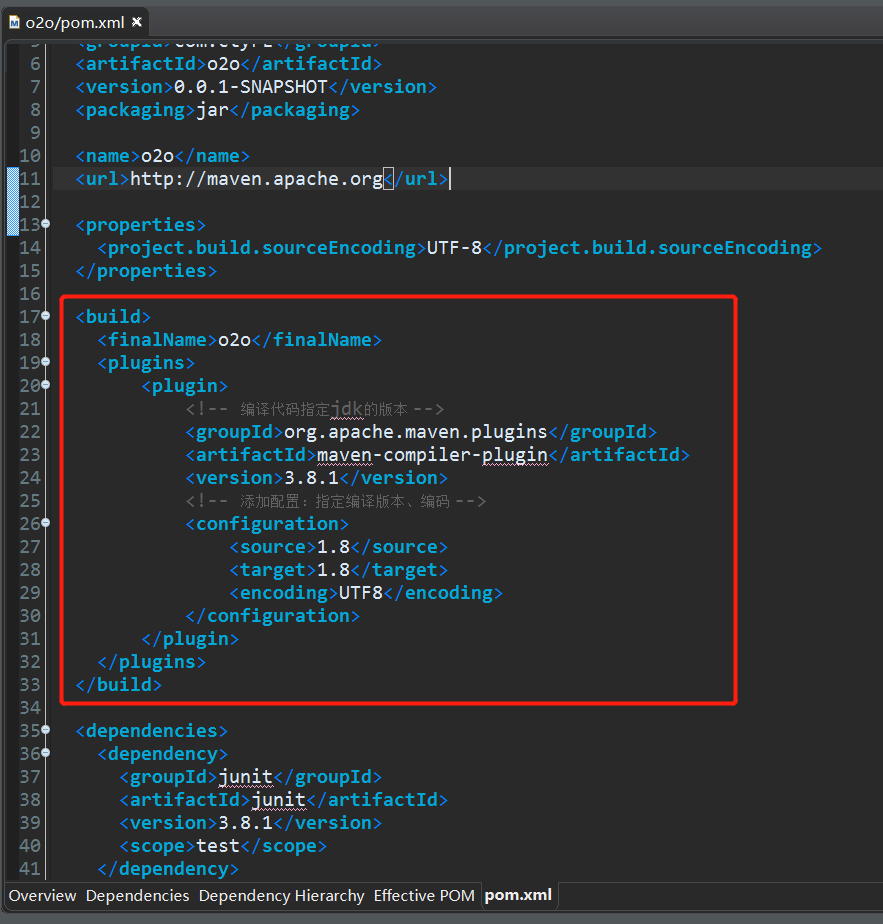 o2o/pom.xml
5 <groupId>com.ctyFL</groupId>
6 <artifactId>o2o</artifactId>
7 <version>0.0.1-SNAPSHOT</version>
8 <packaging>jar</packaging>
9
10 <name>o2o</name>
11 <url>http://maven.apache.org</url>
12
13 <properties>
14 <project.build.sourceEncoding>UTF-8</project.build.sourceEncoding>
15 </properties>
16
17 <build>
18 <finalName>o2o</finalName>
19 <plugins>
20 <plugin>
21 <!-- 编译代码指定jdk的版本 -->
22 <groupId>org.apache.maven.plugins</groupId>
23 <artifactId>maven-compiler-plugin</artifactId>
24 <version>3.8.1</version>
25 <!-- 添加配置：指定编译版本、编码 -->
26 <configuration>
27 <source>1.8</source>
28 <target>1.8</target>
29 <encoding>UTF8</encoding>
30 </configuration>
31 </plugin>
32 </plugins>
33 </build>
34
35 <dependencies>
36 <dependency>
37 <groupId>junit</groupId>
38 <artifactId>junit</artifactId>
39 <version>3.8.1</version>
40 <scope>test</scope>
41 </dependency>
Overview Dependencies Dependency Hierarchy Effective POM pom.xml